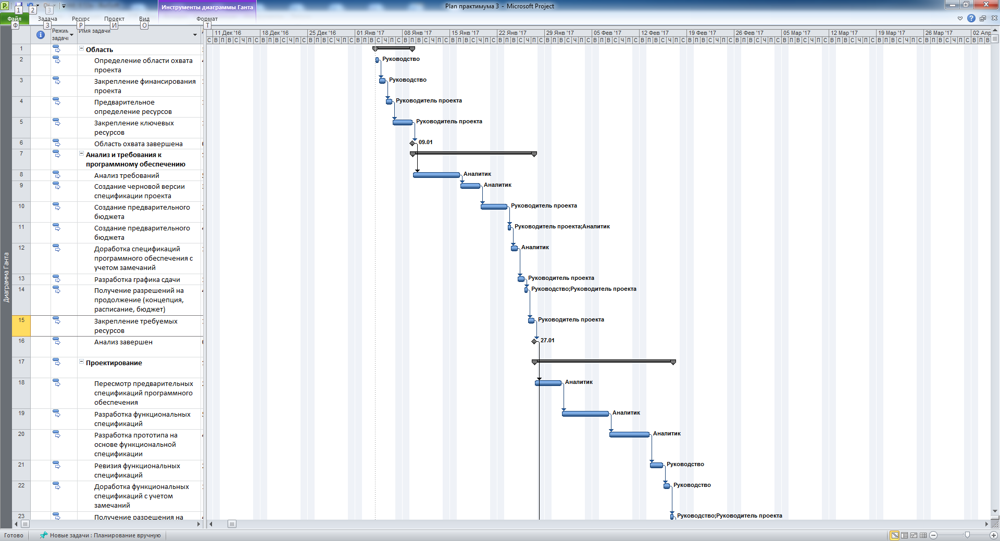 Инструменты диаграммы Ганта
Plan практимума 3 - Microsoft Project
1 2 3
Файл Задача Ресурс Проект Вид Формат
Ф З Р И О Т
Режим задачи
Имя задачи
11 Дек '16 18 Дек '16 25 Дек '16 01 Янв '17 08 Янв '17 15 Янв '17 22 Янв '17 29 Янв '17 05 Фев '17 12 Фев '17 19 Фев '17 26 Фев '17 05 Мар '17 12 Мар '17 19 Мар '17 26 Мар '17 02 Апр
С В П В С Ч П С В П В С Ч П С В П В С Ч П С В П В С Ч П С В П В С Ч П С В П В С Ч П С В П В С Ч П С В П В С Ч П С В П В С Ч П С В П В С Ч П С В П В С Ч П С В П В С Ч П С В П В С Ч П С В П В С Ч П С В П В С Ч П С В П В С Ч П С В П В С Ч П С В П В
1 Область
2 Определение области охвата
проекта
Руководство
3 Закрепление финансирования
проекта
Руководство
4 Предварительное
определение ресурсов
Руководитель проекта
5 Закрепление ключевых
ресурсов
Руководитель проекта
6 Область охвата завершена
09.01
7 Анализ и требования к
программному обеспечению
8 Анализ требований
Аналитик
9 Создание черновой версии
спецификации проекта
Аналитик
10 Создание предварительного
бюджета
Руководитель проекта
11 Создание предварительного
бюджета
Руководитель проекта;Аналитик
12 Доработка спецификаций
программного обеспечения с
учетом замечаний
Аналитик
13 Разработка графика сдачи
Руководитель проекта
14 Получение разрешений на
продолжение (концепция,
расписание, бюджет)
Руководство;Руководитель проекта
15 Закрепление требуемых
ресурсов
Руководитель проекта
16 Анализ завершен
27.01
17 Проектирование
18 Пересмотр предварительных
спецификаций программного
обеспечения
Аналитик
19 Разработка функциональных
спецификаций
Аналитик
20 Разработка прототипа на
основе функциональной
спецификации
Аналитик
21 Ревизия функциональных
спецификаций
Руководство
22 Доработка функциональных
спецификаций с учетом
замечаний
Руководство
23 Получение разрешения на
Руководство;Руководитель проекта
Диаграмма Ганта
Готово Новые задачи : Планирование вручную